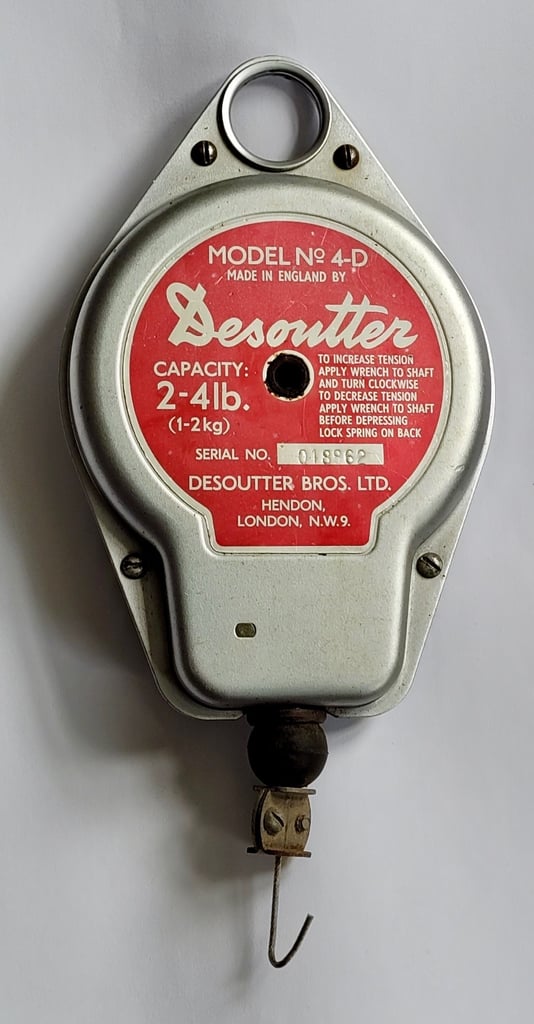 MODEL Nº 4-D
MADE IN ENGLAND BY
Desoutter
CAPACITY:
2-4lb.
(1-2kg)
TO INCREASE TENSION
APPLY WRENCH TO SHAFT
AND TURN CLOCKWISE
TO DECREASE TENSION
APPLY WRENCH TO SHAFT
BEFORE DEPRESSING
LOCK SPRING ON BACK
SERIAL NO.
DESOUTTER BROS. LTD.
HENDON,
LONDON, N.W.9.